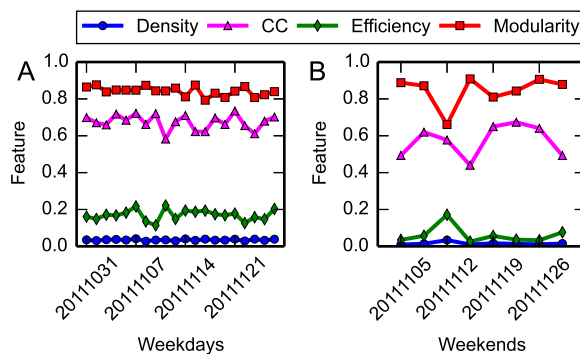 Density CC Efficiency Modularity
A B
1.0 1.0
0.8 0.8
0.6 0.6
0.4 0.4
0.2 0.2
0.0 0.0
Feature Feature
20111031 20111107 20111114 20111121
20111105 20111112 20111119 20111126
Weekdays Weekends